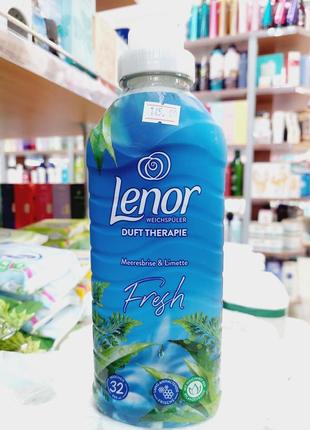 Lenor
WEICHSPÜLER
DUFT THERAPIE
Meeresbrise & Limette
Fresh
32